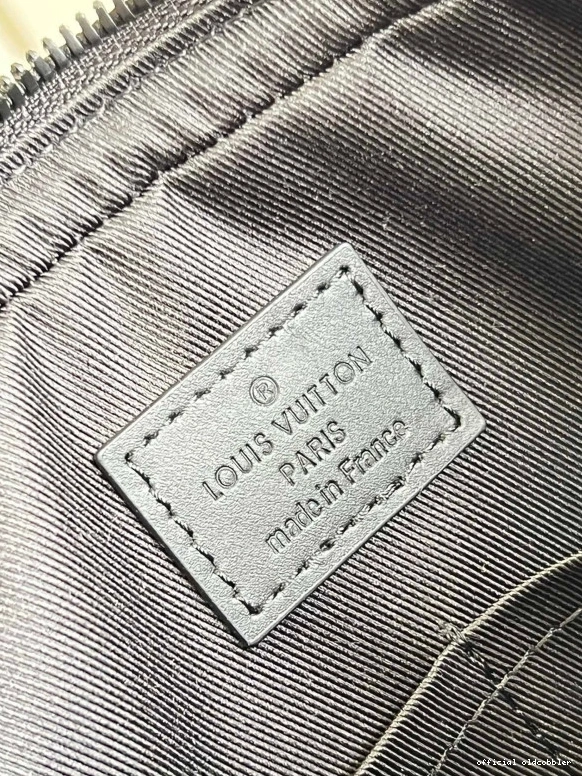 ®
LOUIS VUITTON
PARIS
made in France
official oldcobbler